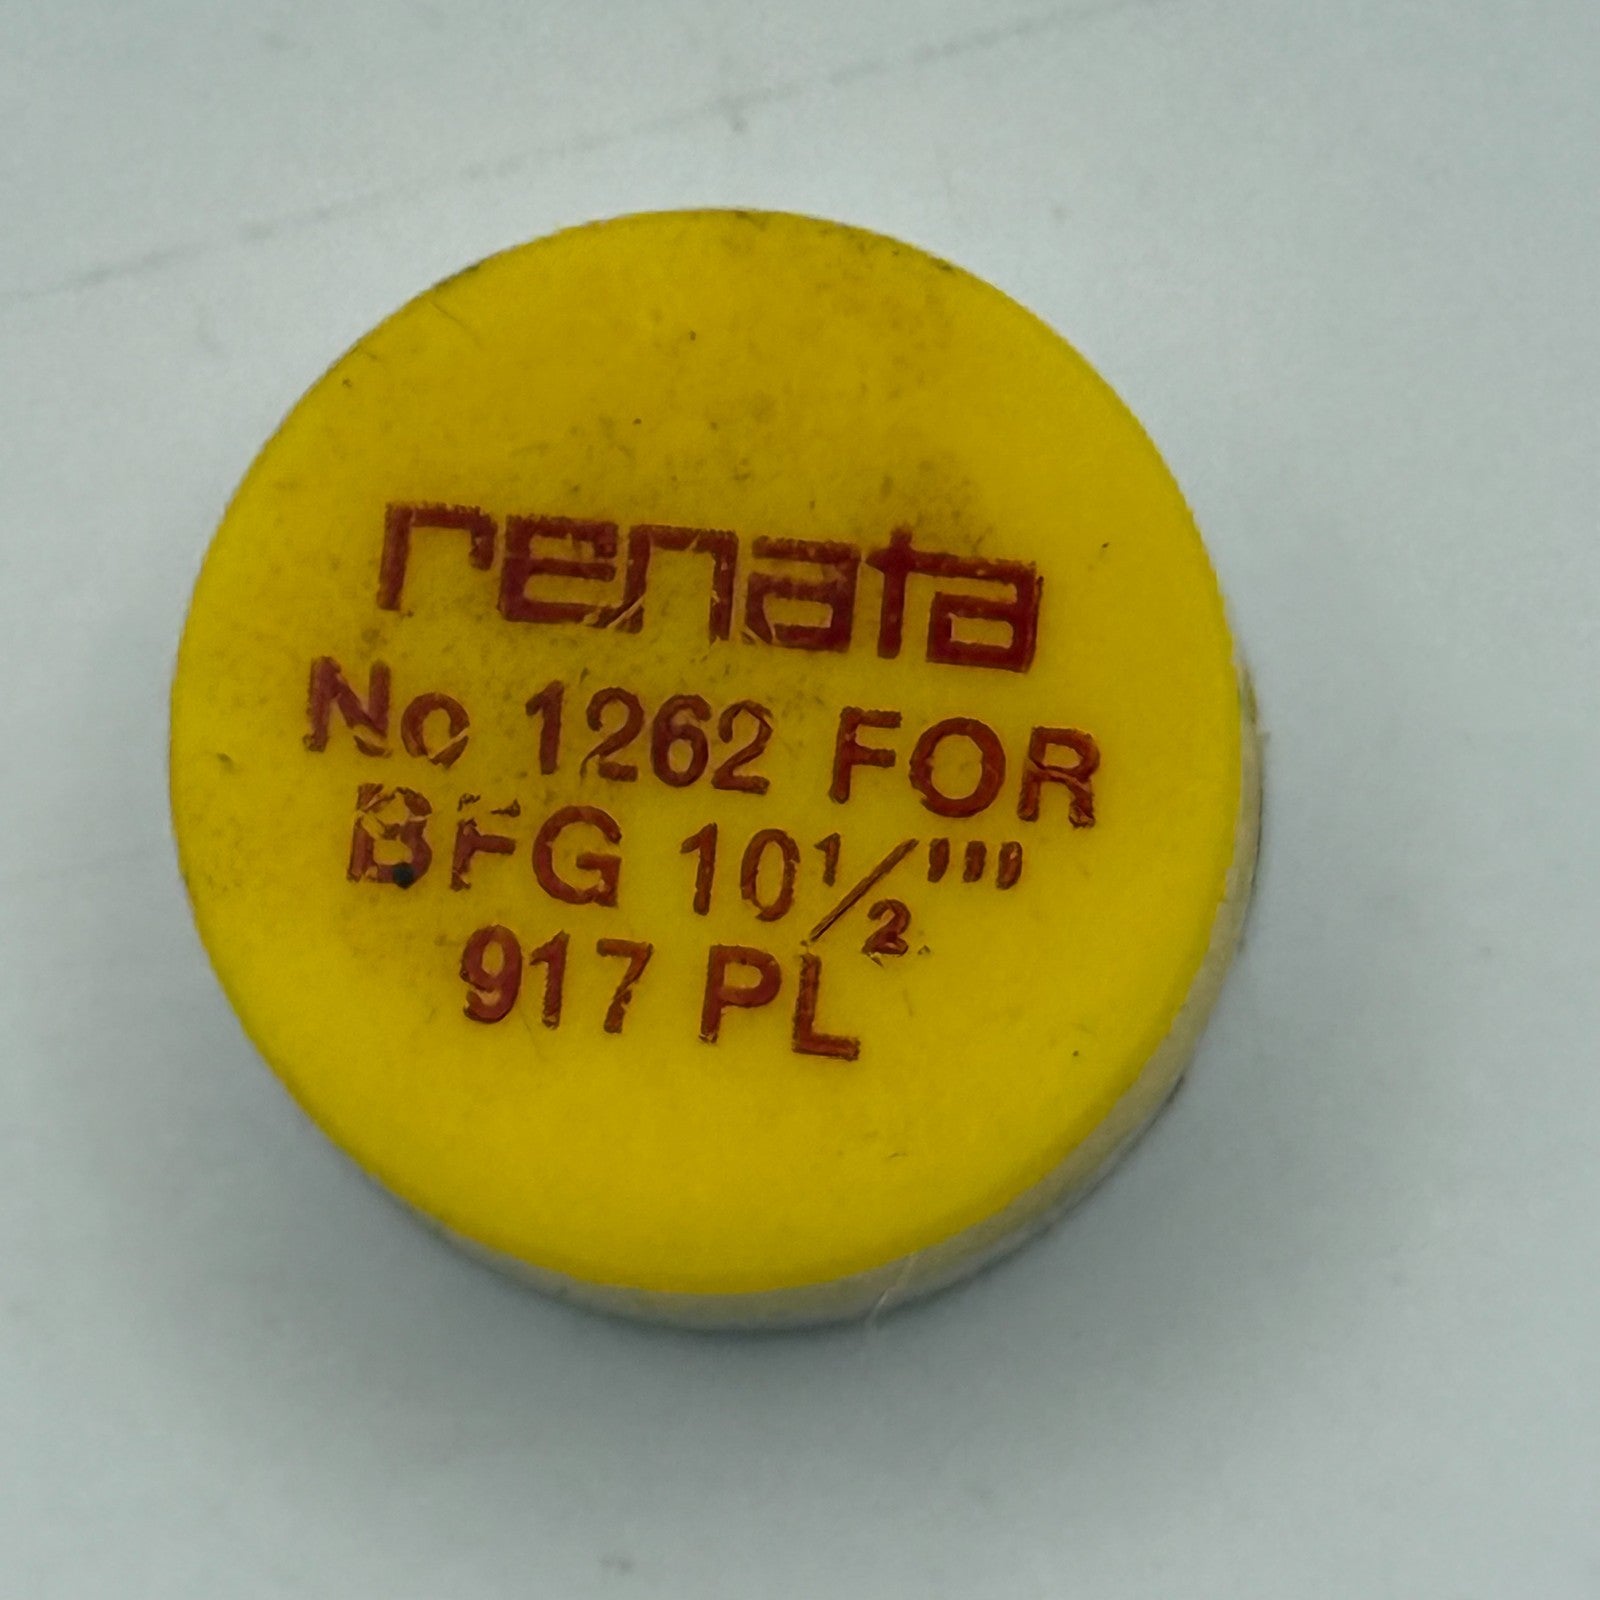 renata
No 1262 FOR
BFG 10½'''
917 PL